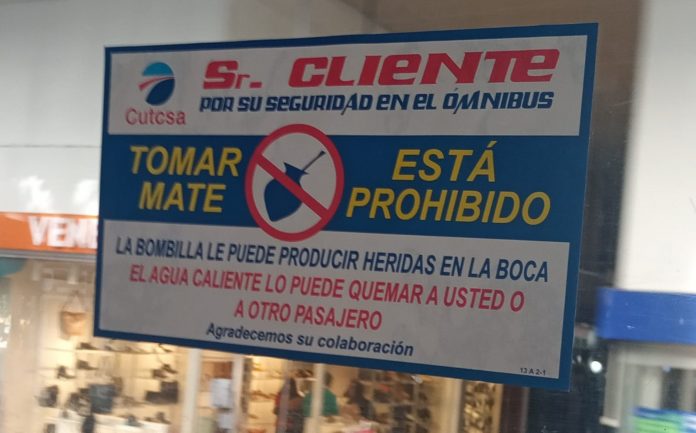 Sr. CLIENTE
POR SU SEGURIDAD EN EL ÓMNIBUS
Cutcsa
TOMAR MATE
ESTÁ PROHIBIDO
LA BOMBILLA LE PUEDE PRODUCIR HERIDAS EN LA BOCA
EL AGUA CALIENTE LO PUEDE QUEMAR A USTED O
A OTRO PASAJERO
Agradecemos su colaboración
13 A 2-1
VEN